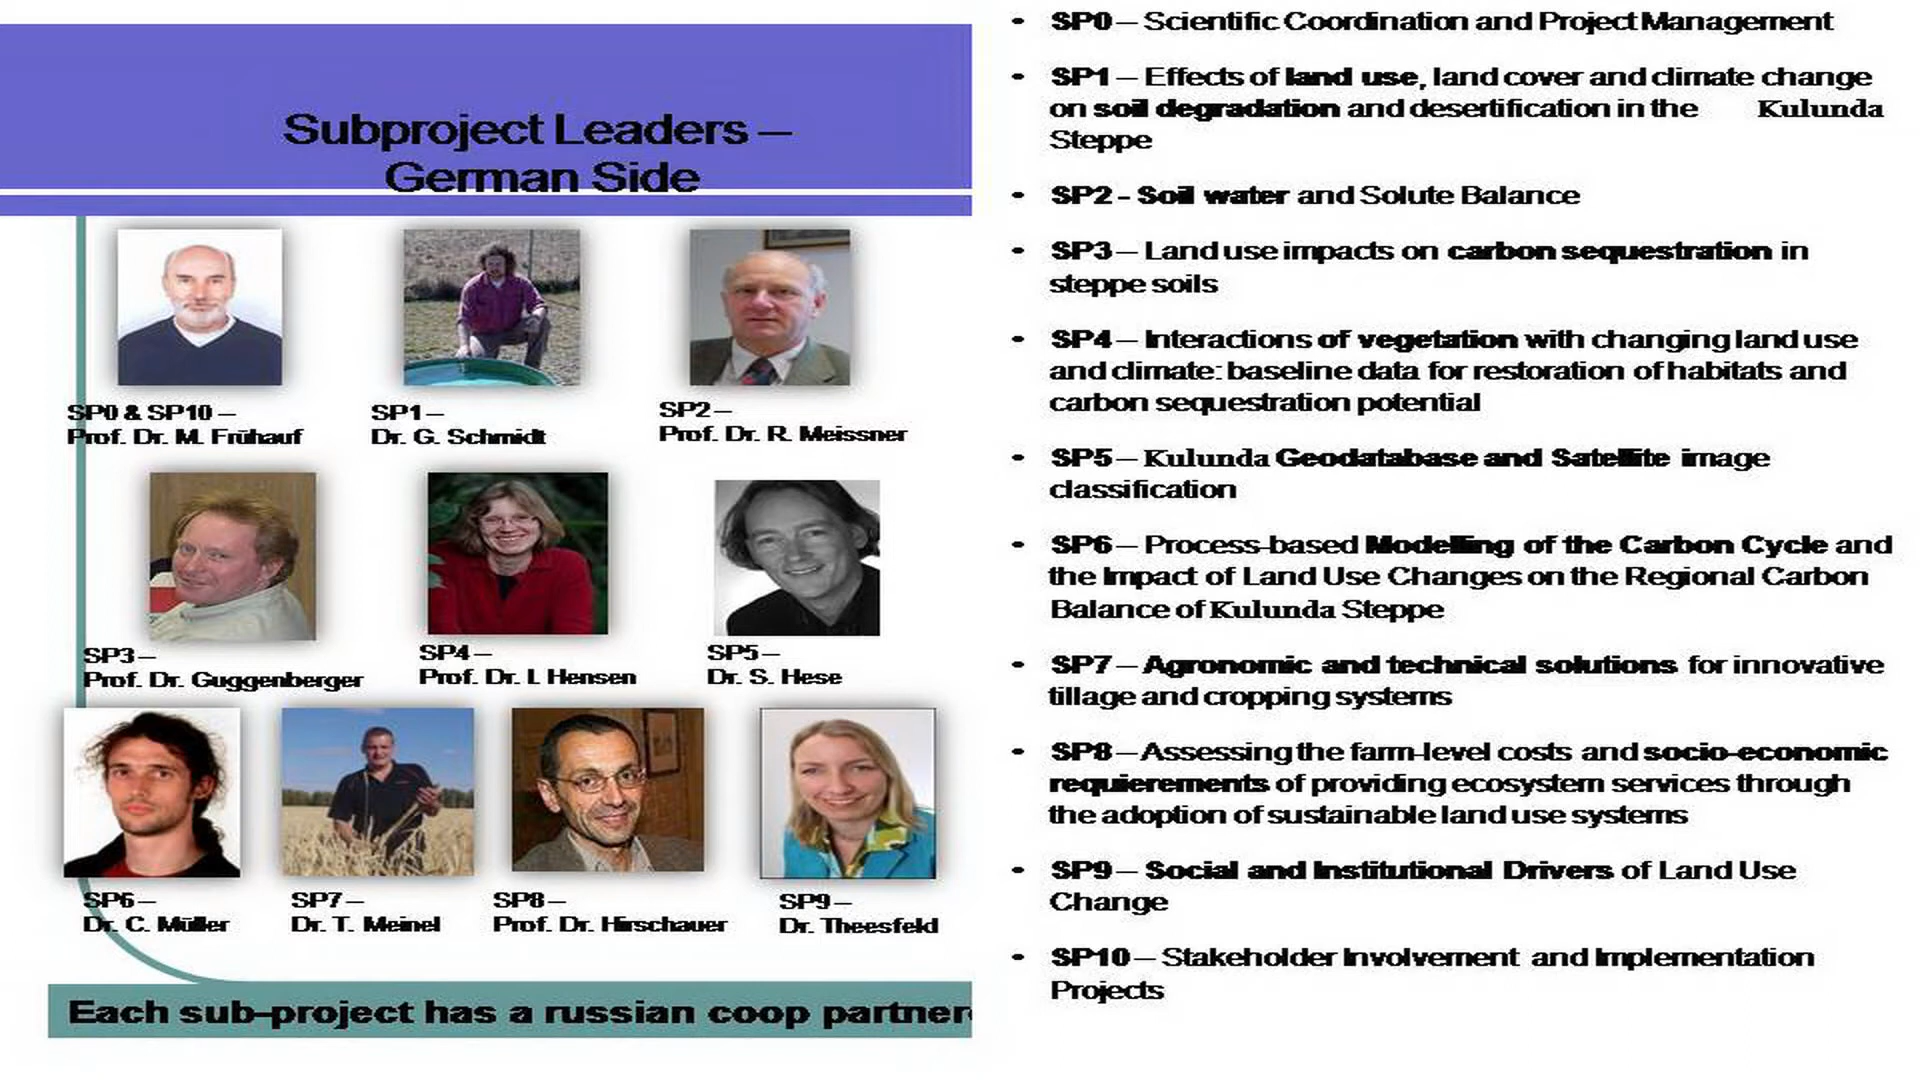 Subproject Leaders –
German Side
SP0 & SP10 –
Prof. Dr. M. Frühauf
SP1 –
Dr. G. Schmidt
SP2 –
Prof. Dr. R. Meissner
SP3 –
Prof. Dr. Guggenberger
SP4 –
Prof. Dr. I. Hensen
SP5 –
Dr. S. Hese
SP6 –
Dr. C. Müller
SP7 –
Dr. T. Meinel
SP8 –
Prof. Dr. Hirschauer
SP9 –
Dr. Theesfeld
Each sub-project has a russian coop partner
• SP0 – Scientific Coordination and Project Management
• SP1 – Effects of land use, land cover and climate change
on soil degradation and desertification in the Kulunda
Steppe
• SP2 - Soil water and Solute Balance
• SP3 – Land use impacts on carbon sequestration in
steppe soils
• SP4 – Interactions of vegetation with changing land use
and climate: baseline data for restoration of habitats and
carbon sequestration potential
• SP5 – Kulunda Geodatabase and Satellite image
classification
• SP6 – Process-based Modelling of the Carbon Cycle and
the Impact of Land Use Changes on the Regional Carbon
Balance of Kulunda Steppe
• SP7 – Agronomic and technical solutions for innovative
tillage and cropping systems
• SP8 – Assessing the farm-level costs and socio-economic
requierements of providing ecosystem services through
the adoption of sustainable land use systems
• SP9 – Social and Institutional Drivers of Land Use
Change
• SP10 – Stakeholder Involvement and Implementation
Projects